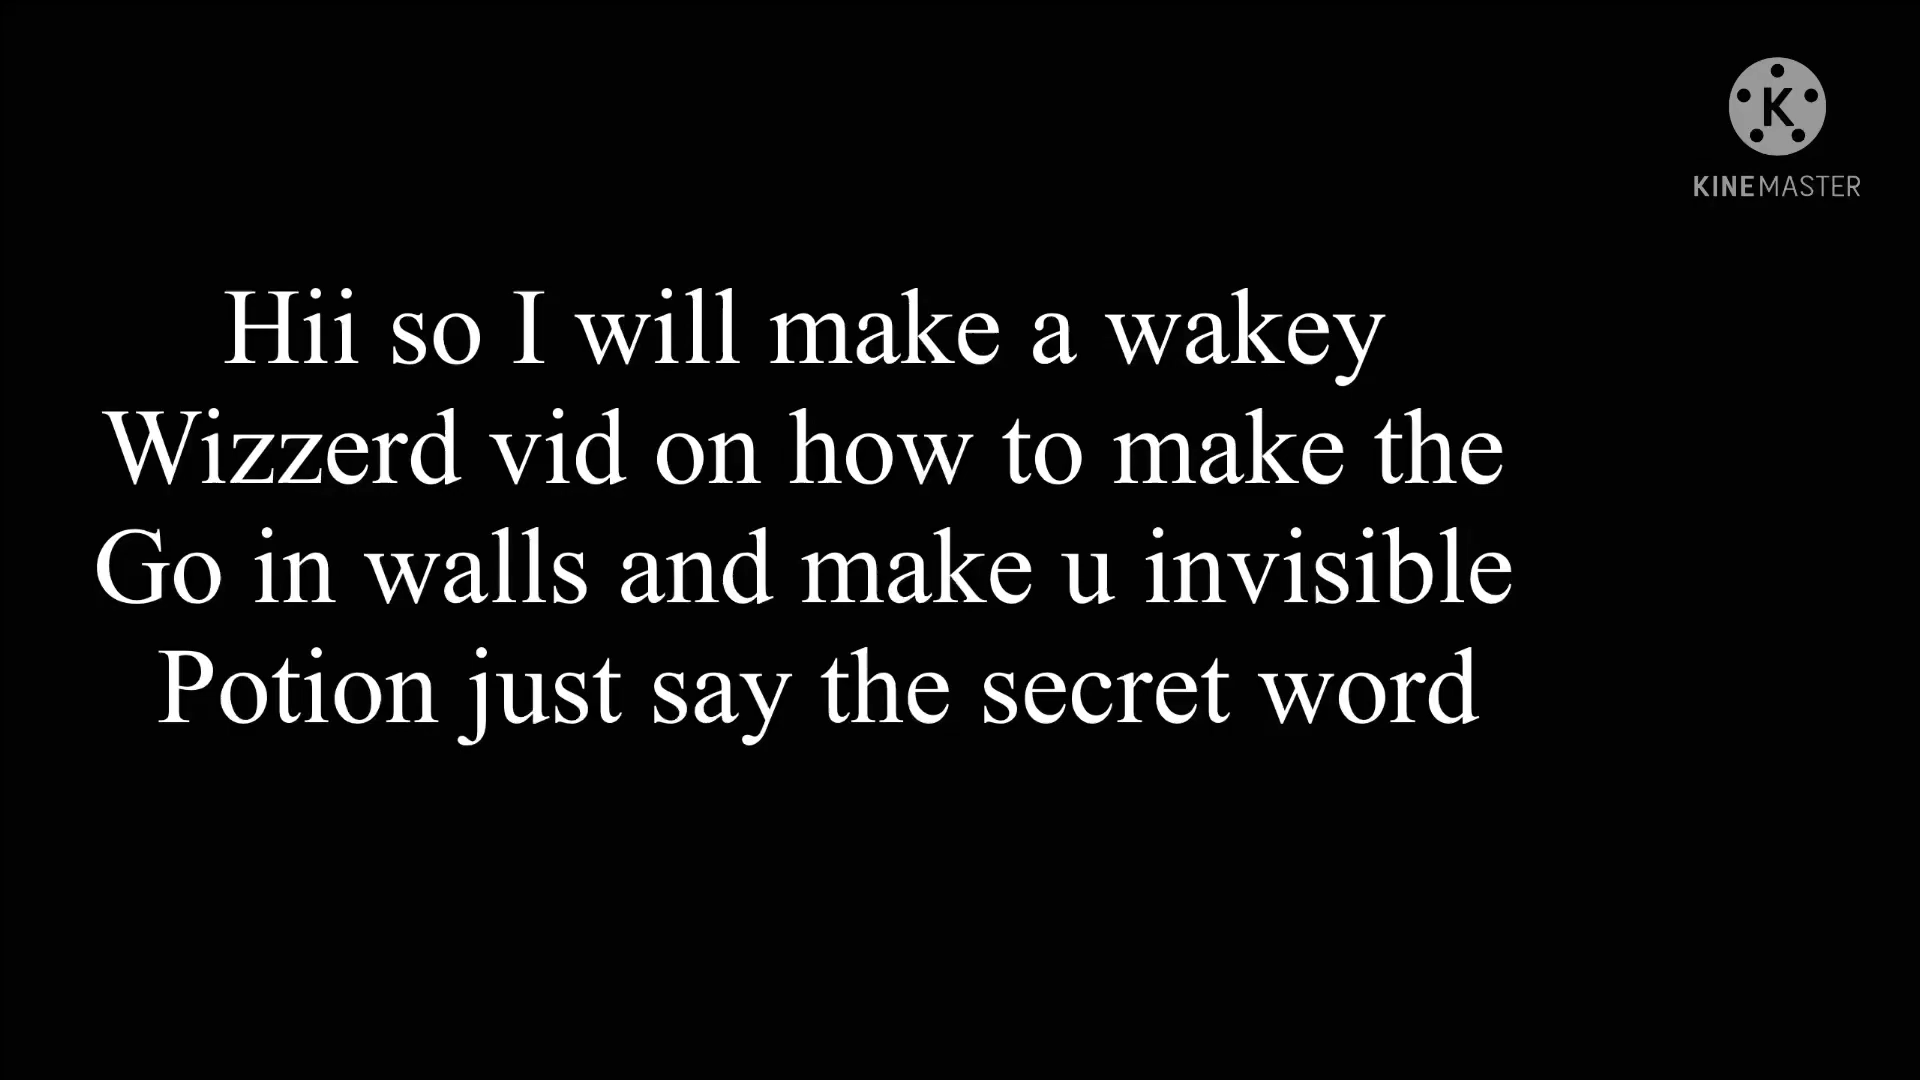 K
KINEMASTER
Hii so I will make a wakey
Wizzerd vid on how to make the
Go in walls and make u invisible
Potion just say the secret word